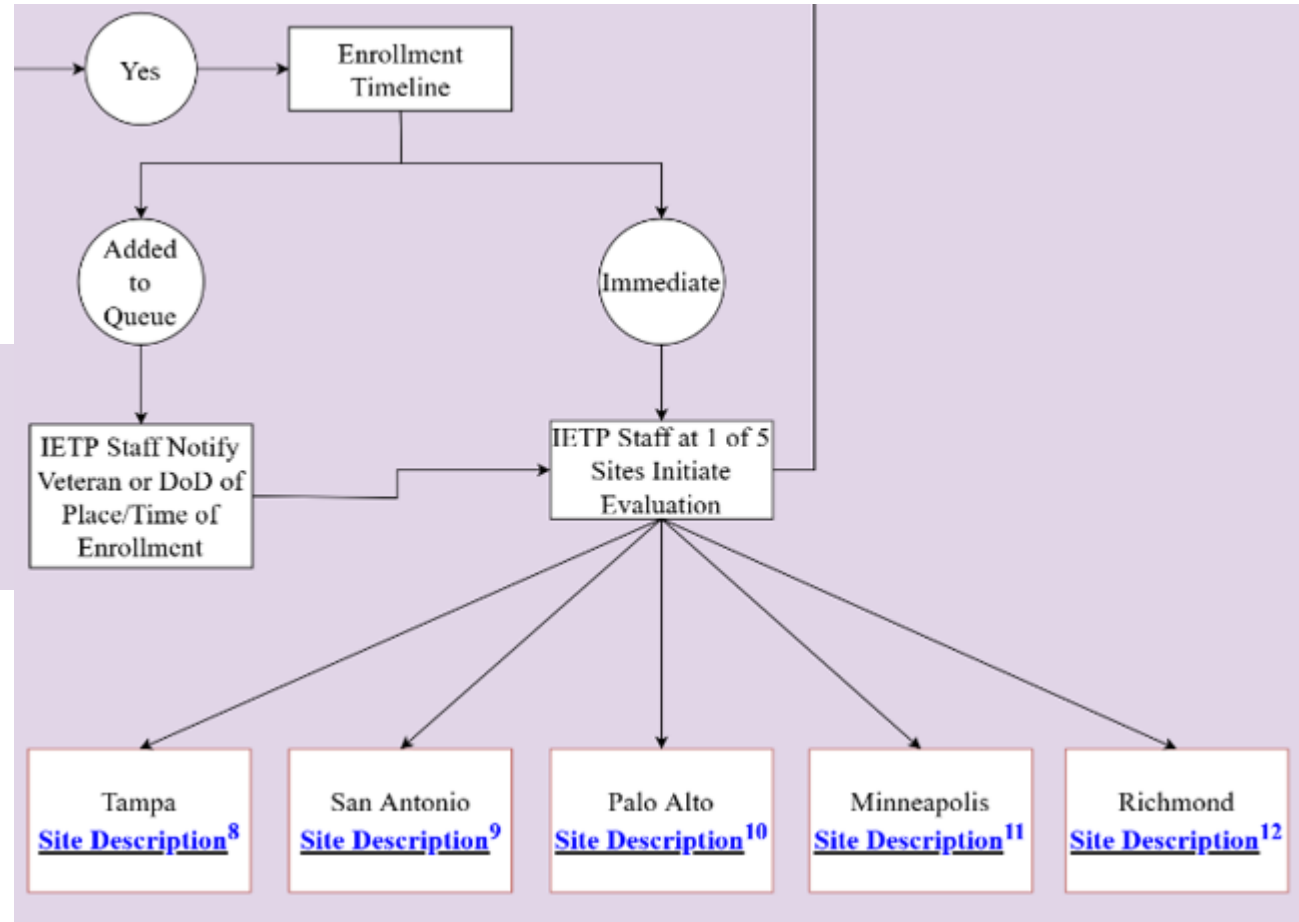 Yes
Enrollment
Timeline
Added
to
Queue
Immediate
IETP Staff Notify
Veteran or DoD of
Place/Time of
Enrollment
IETP Staff at 1 of 5
Sites Initiate
Evaluation
Tampa
Site Description8
San Antonio
Site Description9
Palo Alto
Site Description10
Minneapolis
Site Description11
Richmond
Site Description12